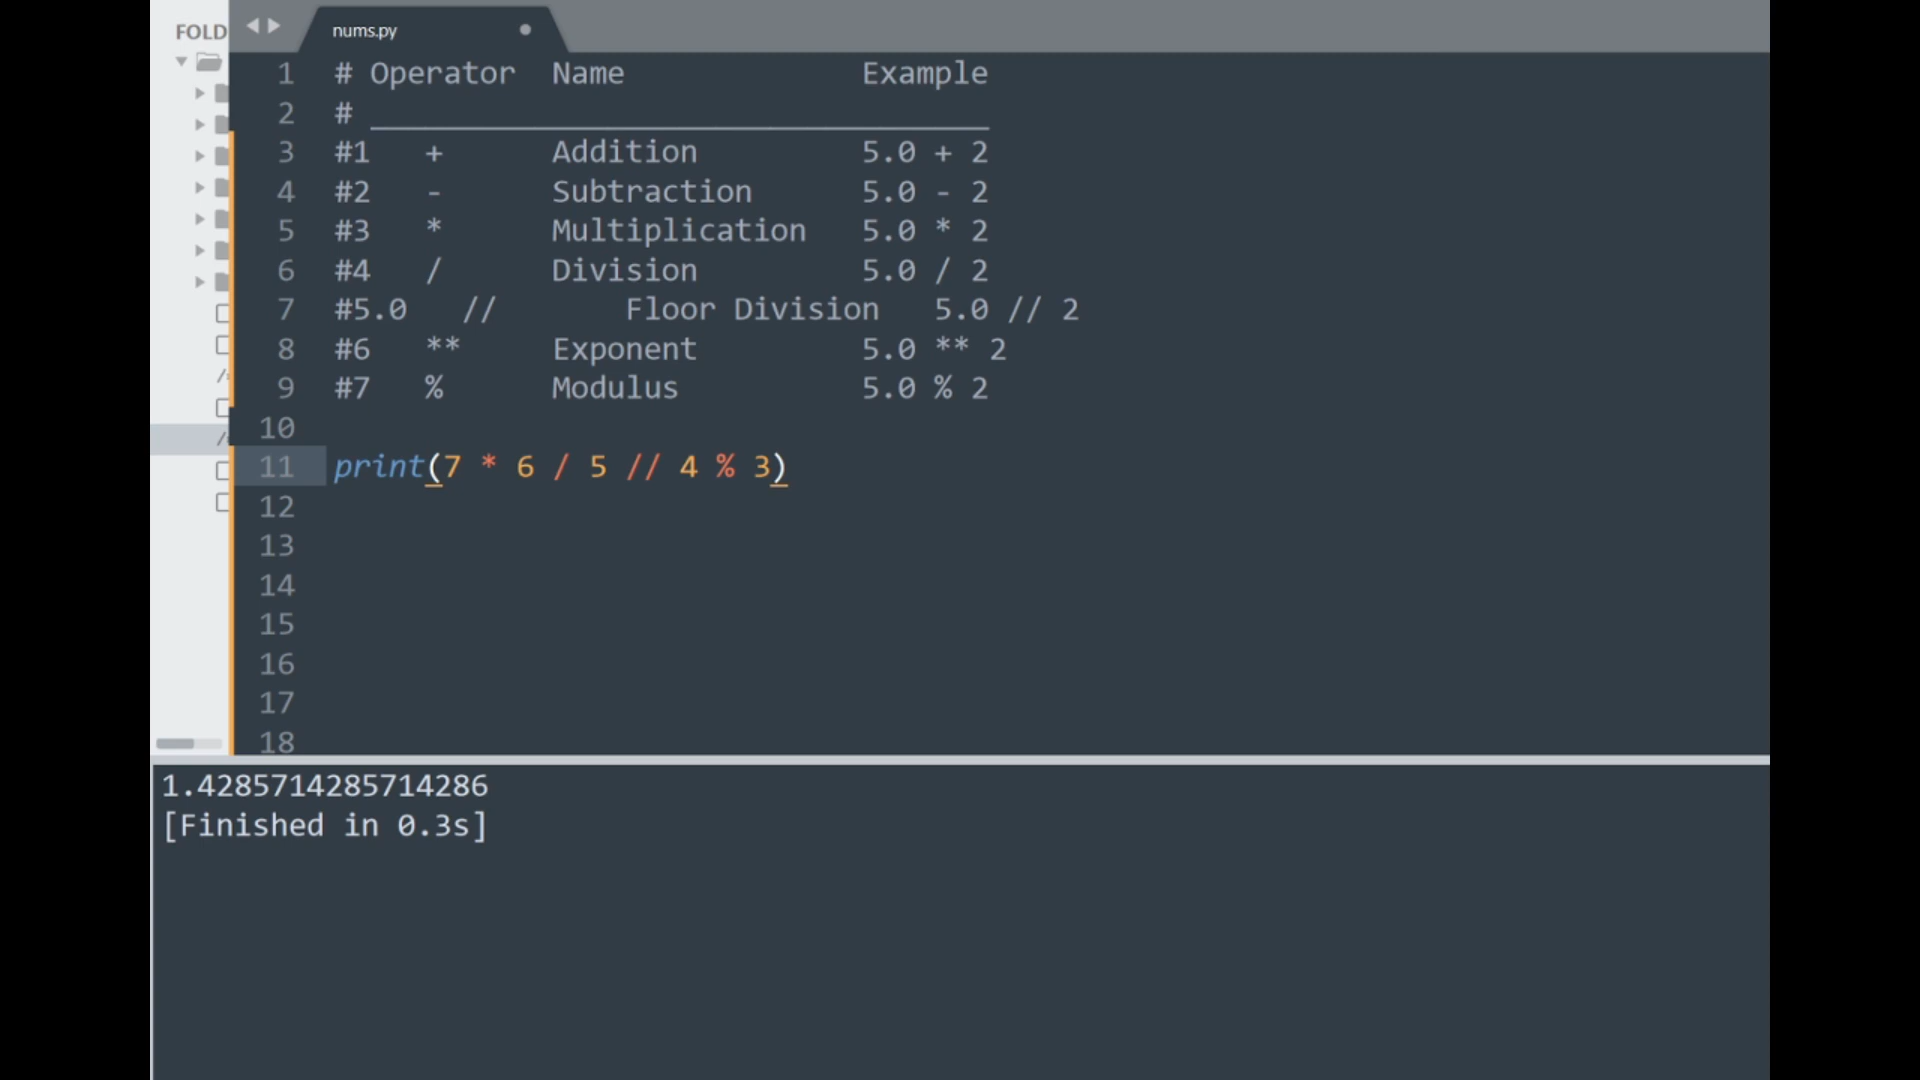 FOLD
nums.py
1 # Operator  Name             Example
2 # __________________________________
3 #1   +      Addition         5.0 + 2
4 #2   -      Subtraction      5.0 - 2
5 #3   *      Multiplication   5.0 * 2
6 #4   /      Division         5.0 / 2
7 #5.0   //       Floor Division   5.0 // 2
8 #6   **     Exponent         5.0 ** 2
9 #7   %      Modulus          5.0 % 2
10
11 print(7 * 6 / 5 // 4 % 3)
12
13
14
15
16
17
18
1.4285714285714286
[Finished in 0.3s]